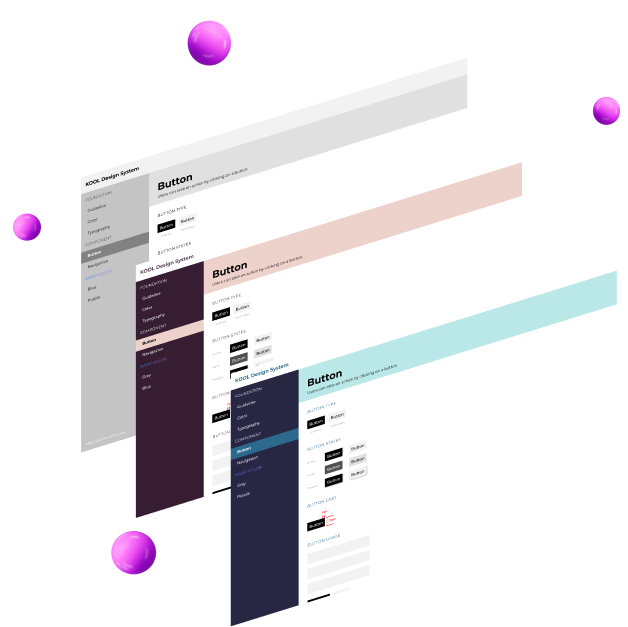 KOOL Design System
FOUNDATION
Guideline
Color
Typography
COMPONENT
Button
Navigation
Blue
Purple
Button
Users can take an action by clicking on a button.
BUTTON TYPE
Button Button
BUTTON STATES
KOOL Design System
FOUNDATION
Guideline
Color
Typography
COMPONENT
Button
Navigation
Gray
Blue
Button
Users can take an action by clicking on a button.
BUTTON TYPE
Button Button
BUTTON STATES
Button Button
Button Button
Button
KOOL Design System
FOUNDATION
Guideline
Color
Typography
COMPONENT
Button
Navigation
Gray
Purple
Button
Users can take an action by clicking on a button.
BUTTON TYPE
Button Button
BUTTON STATES
Button Button
Button Button
Button Button
BUTTON GRID
Button
BUTTON USAGE